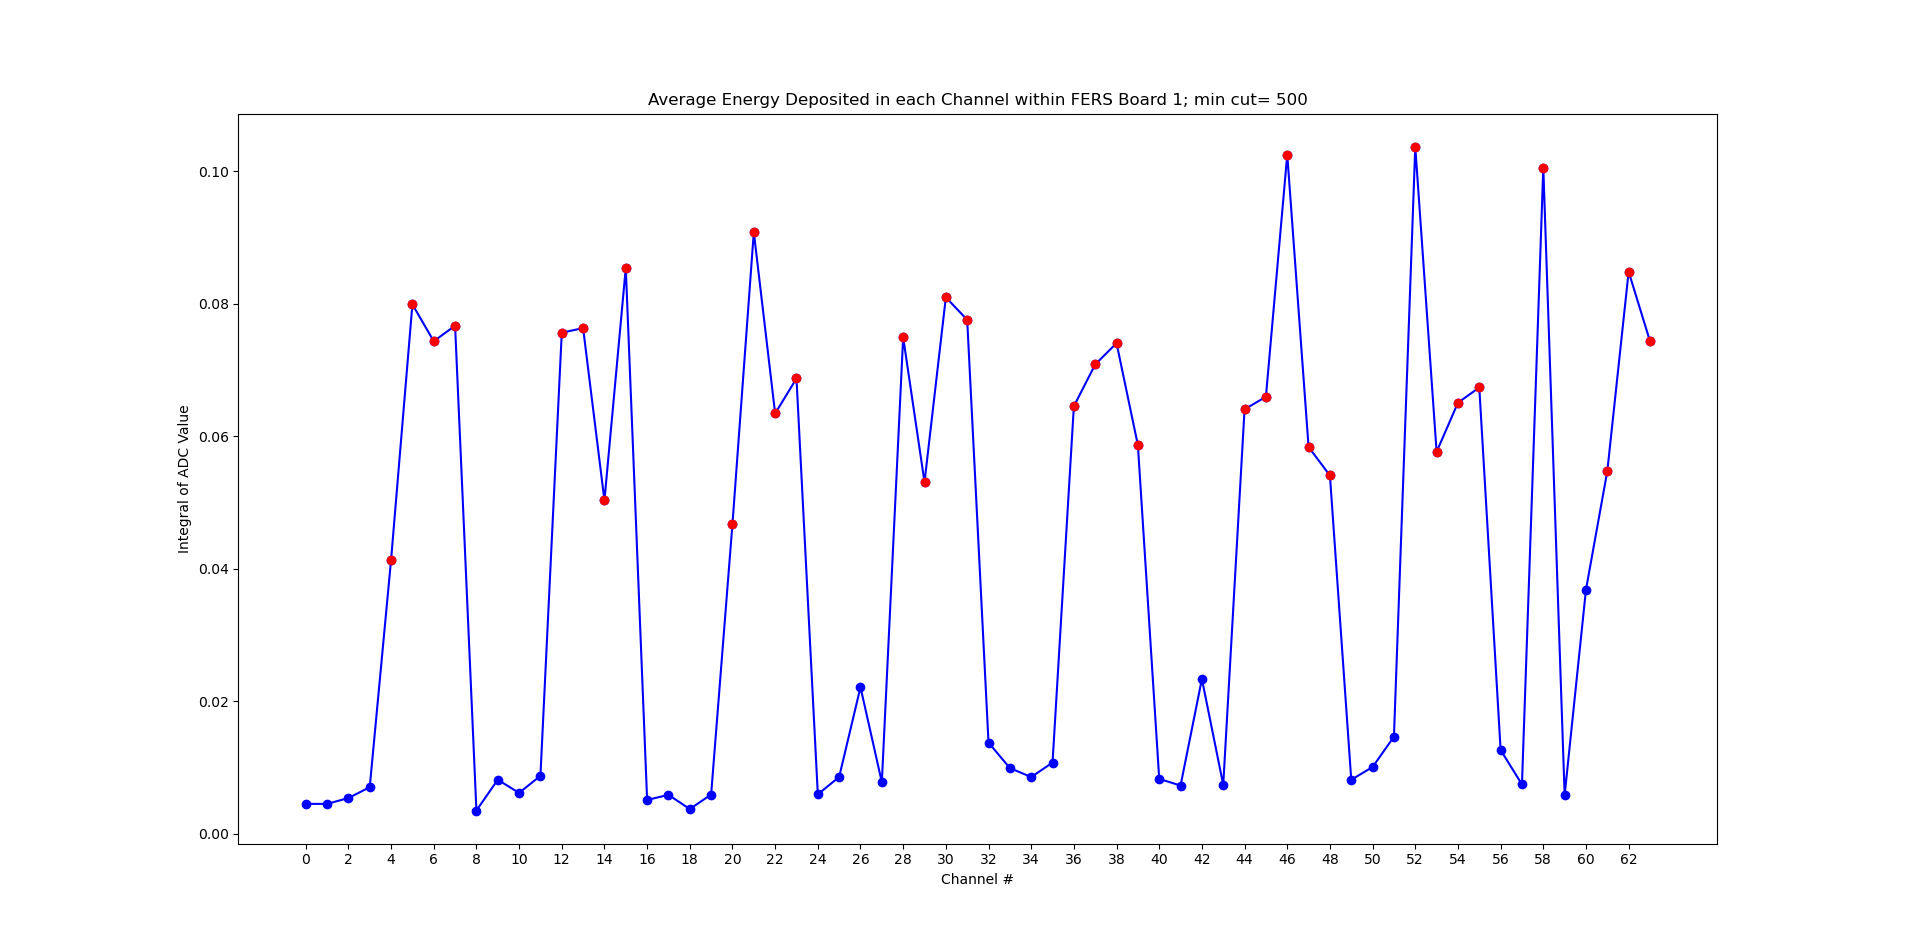 Average Energy Deposited in each Channel within FERS Board 1; min cut= 500
0.10
0.08
0.06
0.04
0.02
0.00
Integral of ADC Value
0 2 4 6 8 10 12 14 16 18 20 22 24 26 28 30 32 34 36 38 40 42 44 46 48 50 52 54 56 58 60 62
Channel #